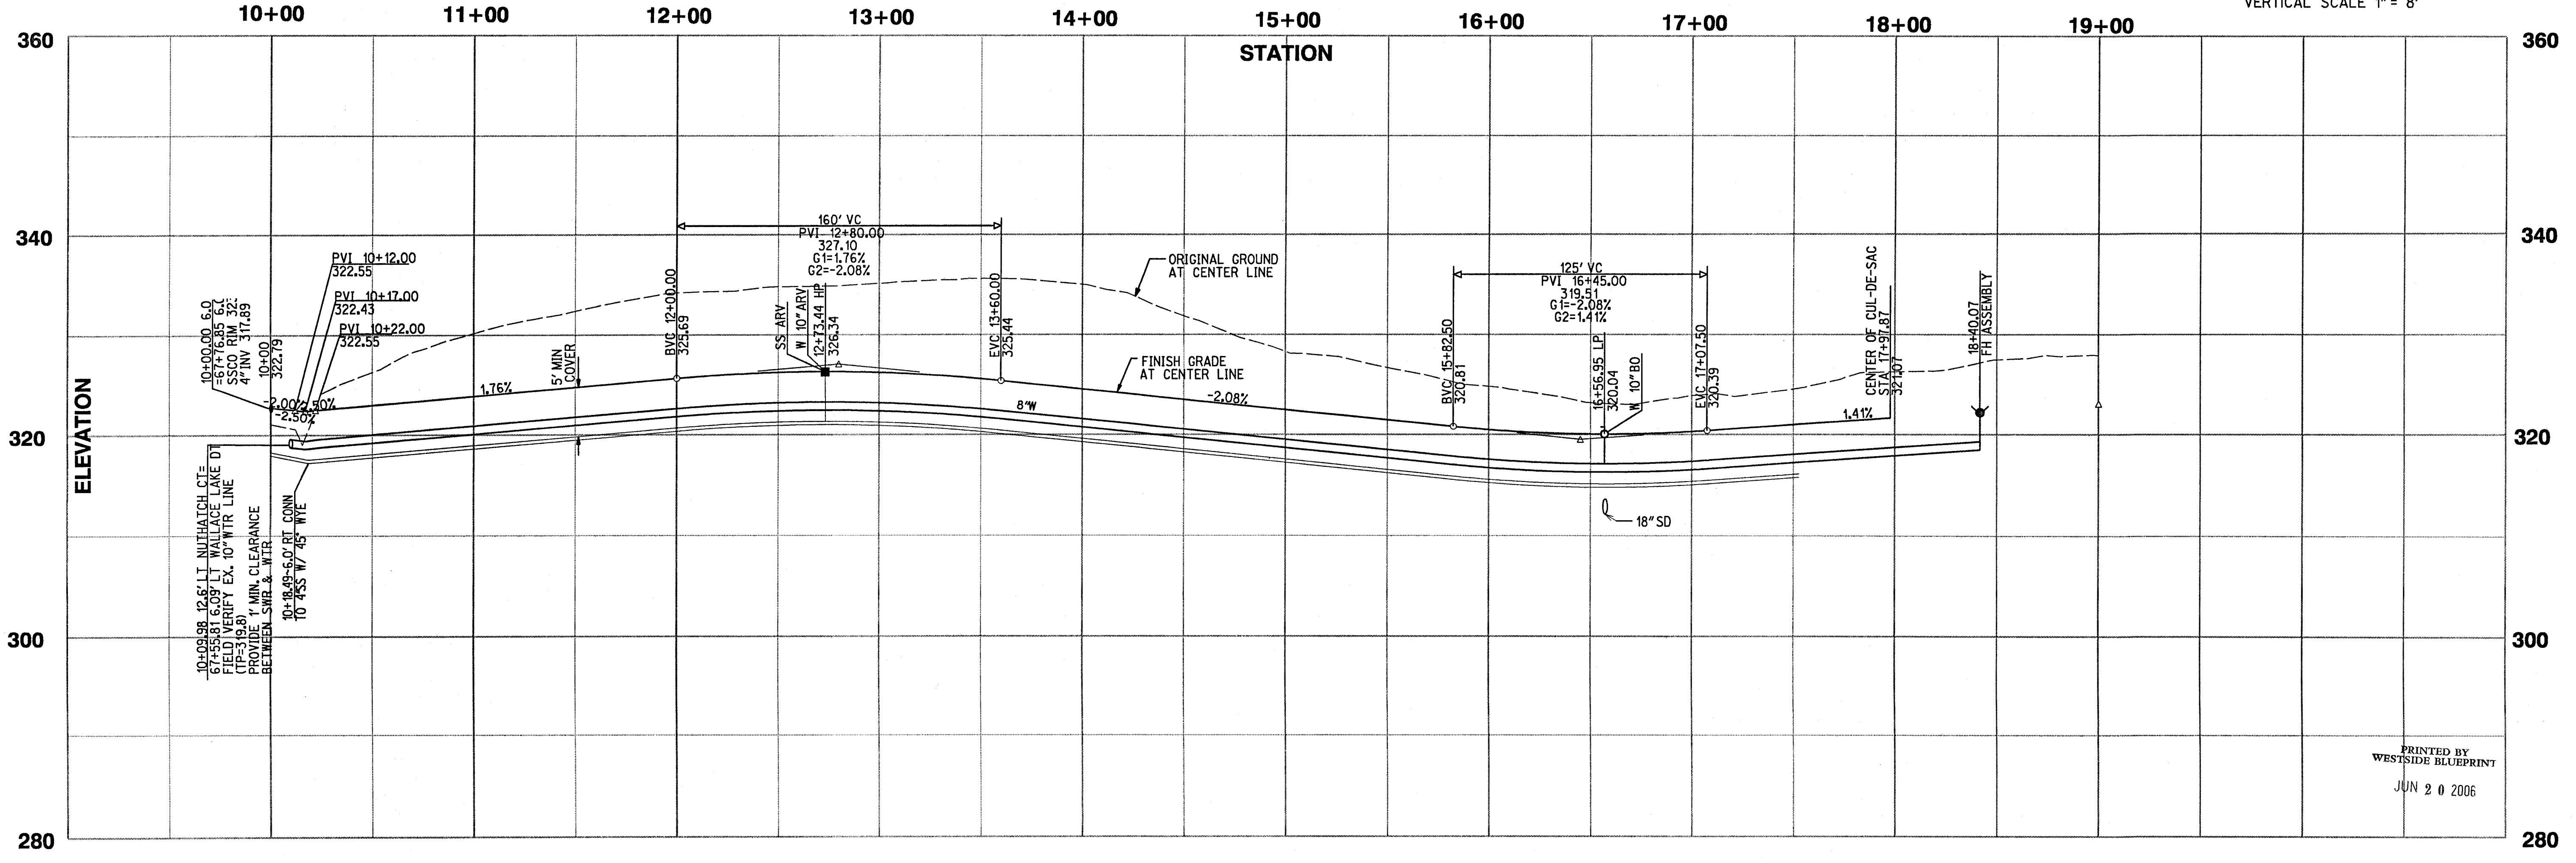 VERTICAL SCALE 1"= 8'
10+00 11+00 12+00 13+00 14+00 15+00 16+00 17+00 18+00 19+00
STATION
360
360
340
340
320
320
300
300
280
280
ELEVATION
10+00.00 6.0
=67+76.85 6.
SSCO RIM
4"INV 317.89
10+00
322.79
PVI 10+12.00
322.55
PVI 10+17.00
322.43
PVI 10+22.00
322.55
-2.00%
-2.50%
1.76%
5' MIN
COVER
BVC 12+00.00
325.69
160' VC
PVI 12+80.00
327.10
G1=1.76%
G2=-2.08%
SS ARV
W 10"ARV
12+73.44 HP
326.34
EVC 13+60.00
325.44
8"W
ORIGINAL GROUND
AT CENTER LINE
FINISH GRADE
AT CENTER LINE
-2.08%
BVC 15+82.50
320.81
125' VC
PVI 16+45.00
319.51
G1=-2.08%
G2=1.41%
16+56.95 LP
320.04
W 10"BO
EVC 17+07.50
320.39
1.41%
CENTER OF CUL-DE-SAC
STA 17+97.87
321.07
18+40.07
FH ASSEMBLY
18"SD
10+09.98 12.6'LT NUTHATCH CT=
67+55.81 6.09'LT WALLACE LAKE DT
FIELD VERIFY EX. 10"WTR LINE
(TP=319.8)
PROVIDE 1' MIN. CLEARANCE
BETWEEN SWR & WTR
10+18.49~6.0'RT CONN
TO 4"SS W/ 45° WYE
PRINTED BY
WESTSIDE BLUEPRINT
JUN 20 2006